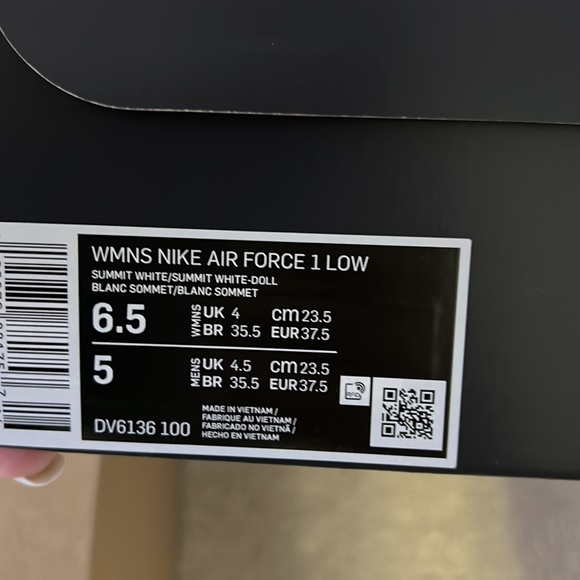 WMNS NIKE AIR FORCE 1 LOW
SUMMIT WHITE/SUMMIT WHITE-DOLL
BLANC SOMMET/BLANC SOMMET
6.5 WMNS UK 4 cm 23.5
BR 35.5 EUR 37.5
5 MENS UK 4.5 cm 23.5
BR 35.5 EUR 37.5
DV6136 100
MADE IN VIETNAM /
FABRIQUE AU VIETNAM /
FABRICADO NO VIETNÃ /
HECHO EN VIETNAM